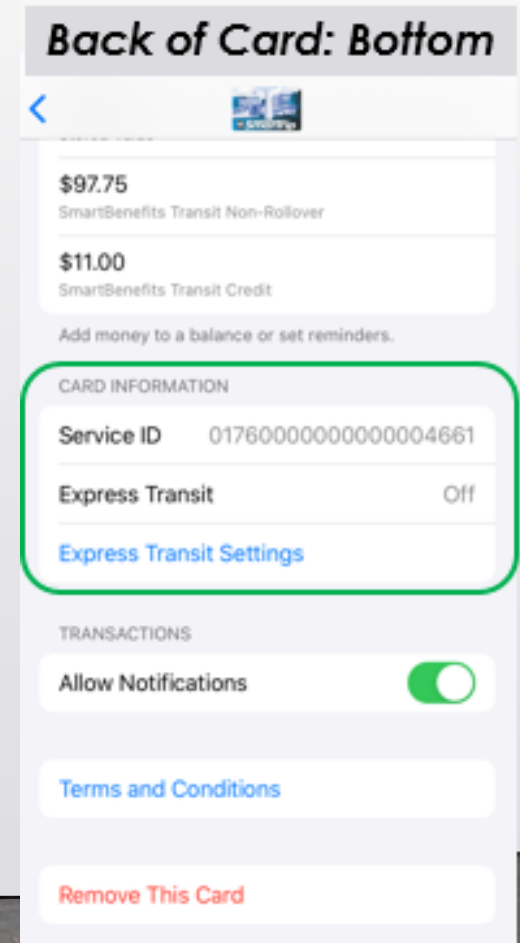 Back of Card: Bottom
$97.75
SmartBenefits Transit Non-Rollover
$11.00
SmartBenefits Transit Credit
Add money to a balance or set reminders.
CARD INFORMATION
Service ID 01760000000000004661
Express Transit Off
Express Transit Settings
TRANSACTIONS
Allow Notifications
Terms and Conditions
Remove This Card